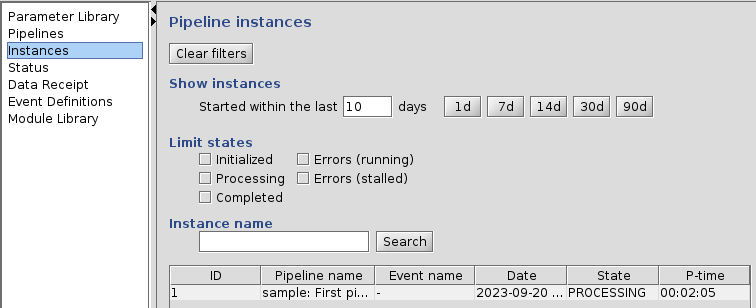 Parameter Library
Pipelines
Instances
Status
Data Receipt
Event Definitions
Module Library
Pipeline instances
Clear filters
Show instances
Started within the last 10 days 1d 7d 14d 30d 90d
Limit states
Initialized Errors (running)
Processing Errors (stalled)
Completed
Instance name
Search
ID Pipeline name Event name Date State P-time
1 sample: First pi... - 2023-09-20 ... PROCESSING 00:02:05